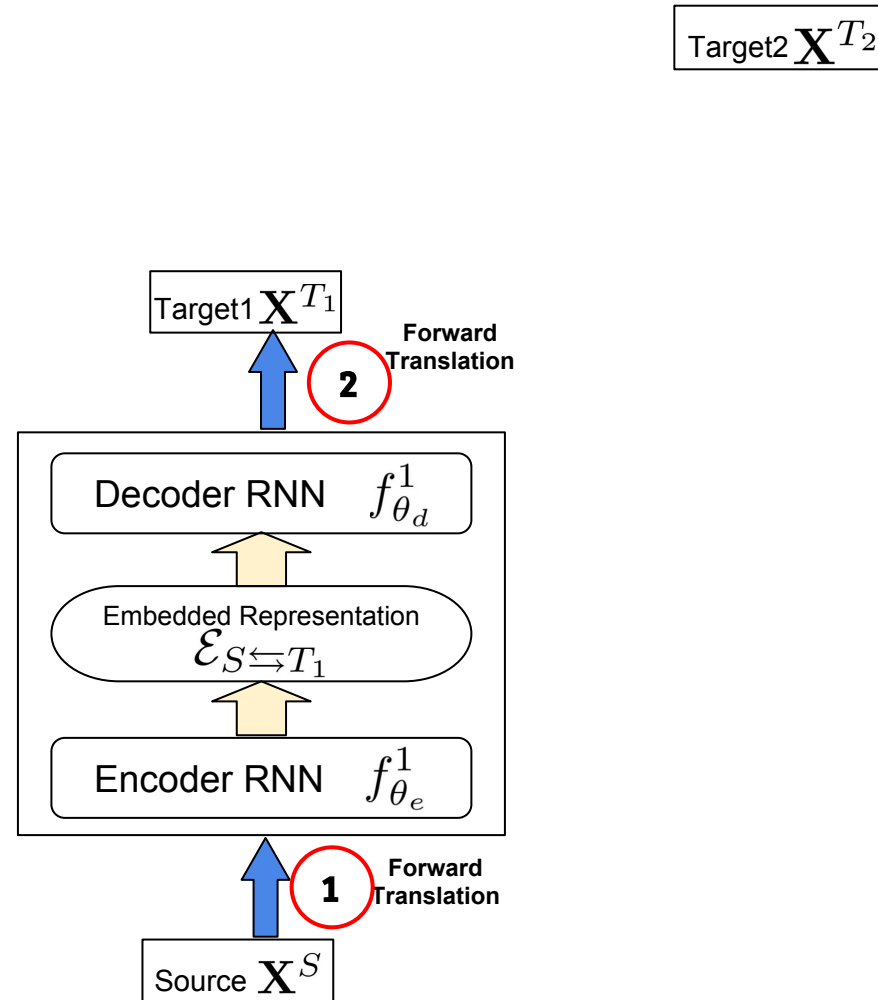 Target2 𝐗^{T_2}
Target1 𝐗^{T_1}
Forward
Translation
2
Decoder RNN f^1_{θ_d}
Embedded Representation
ℰ_{S⇆T_1}
Encoder RNN f^1_{θ_e}
Forward
Translation
1
Source 𝐗^S